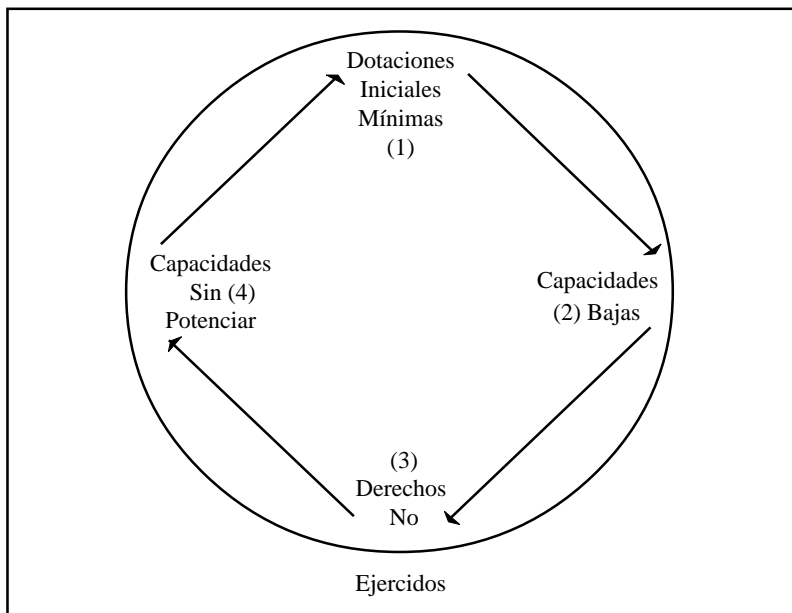 Dotaciones
Iniciales
Mínimas
(1)
Capacidades
(2) Bajas
(3)
Derechos
No
Ejercidos
Capacidades
Sin (4)
Potenciar